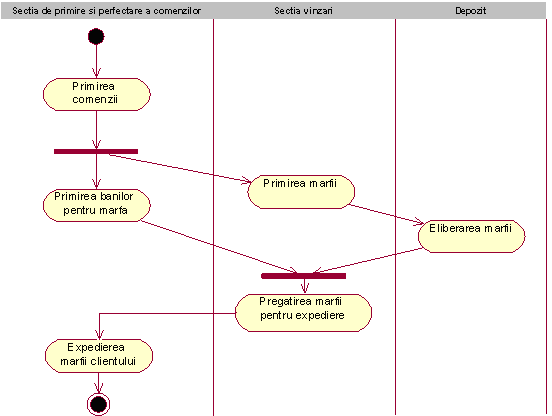 Sectia de primire si perfectare a comenzilor
Sectia vinzari
Depozit
Primirea
comenzii
Primirea marfii
Primirea banilor
pentru marfa
Eliberarea marfii
Pregatirea marfii
pentru expediere
Expedierea
marfii clientului